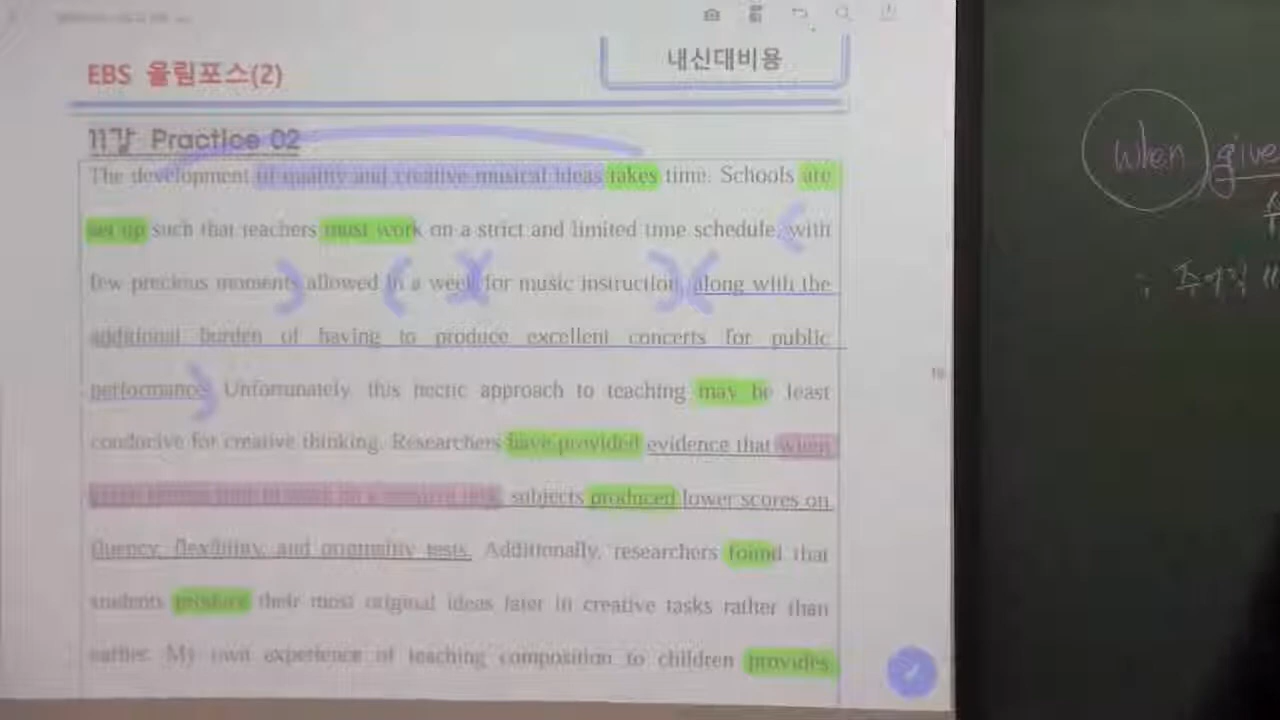 EBS 올림포스(2)
내신대비용
11강 Practice 02
The development of quality and creative musical ideas takes time. Schools are
set up such that teachers must work on a strict and limited time schedule, with
few precious moments allowed in a week for music instruction, along with the
additional burden of having to produce excellent concerts for public
performance. Unfortunately, this hectic approach to teaching may be least
conducive for creative thinking. Researchers have provided evidence that when
subjects produced lower scores on
fluency, flexibility, and originality tests. Additionally, researchers found that
students produce their most original ideas later in creative tasks rather than
earlier. My own experience of teaching composition to children provides
when give